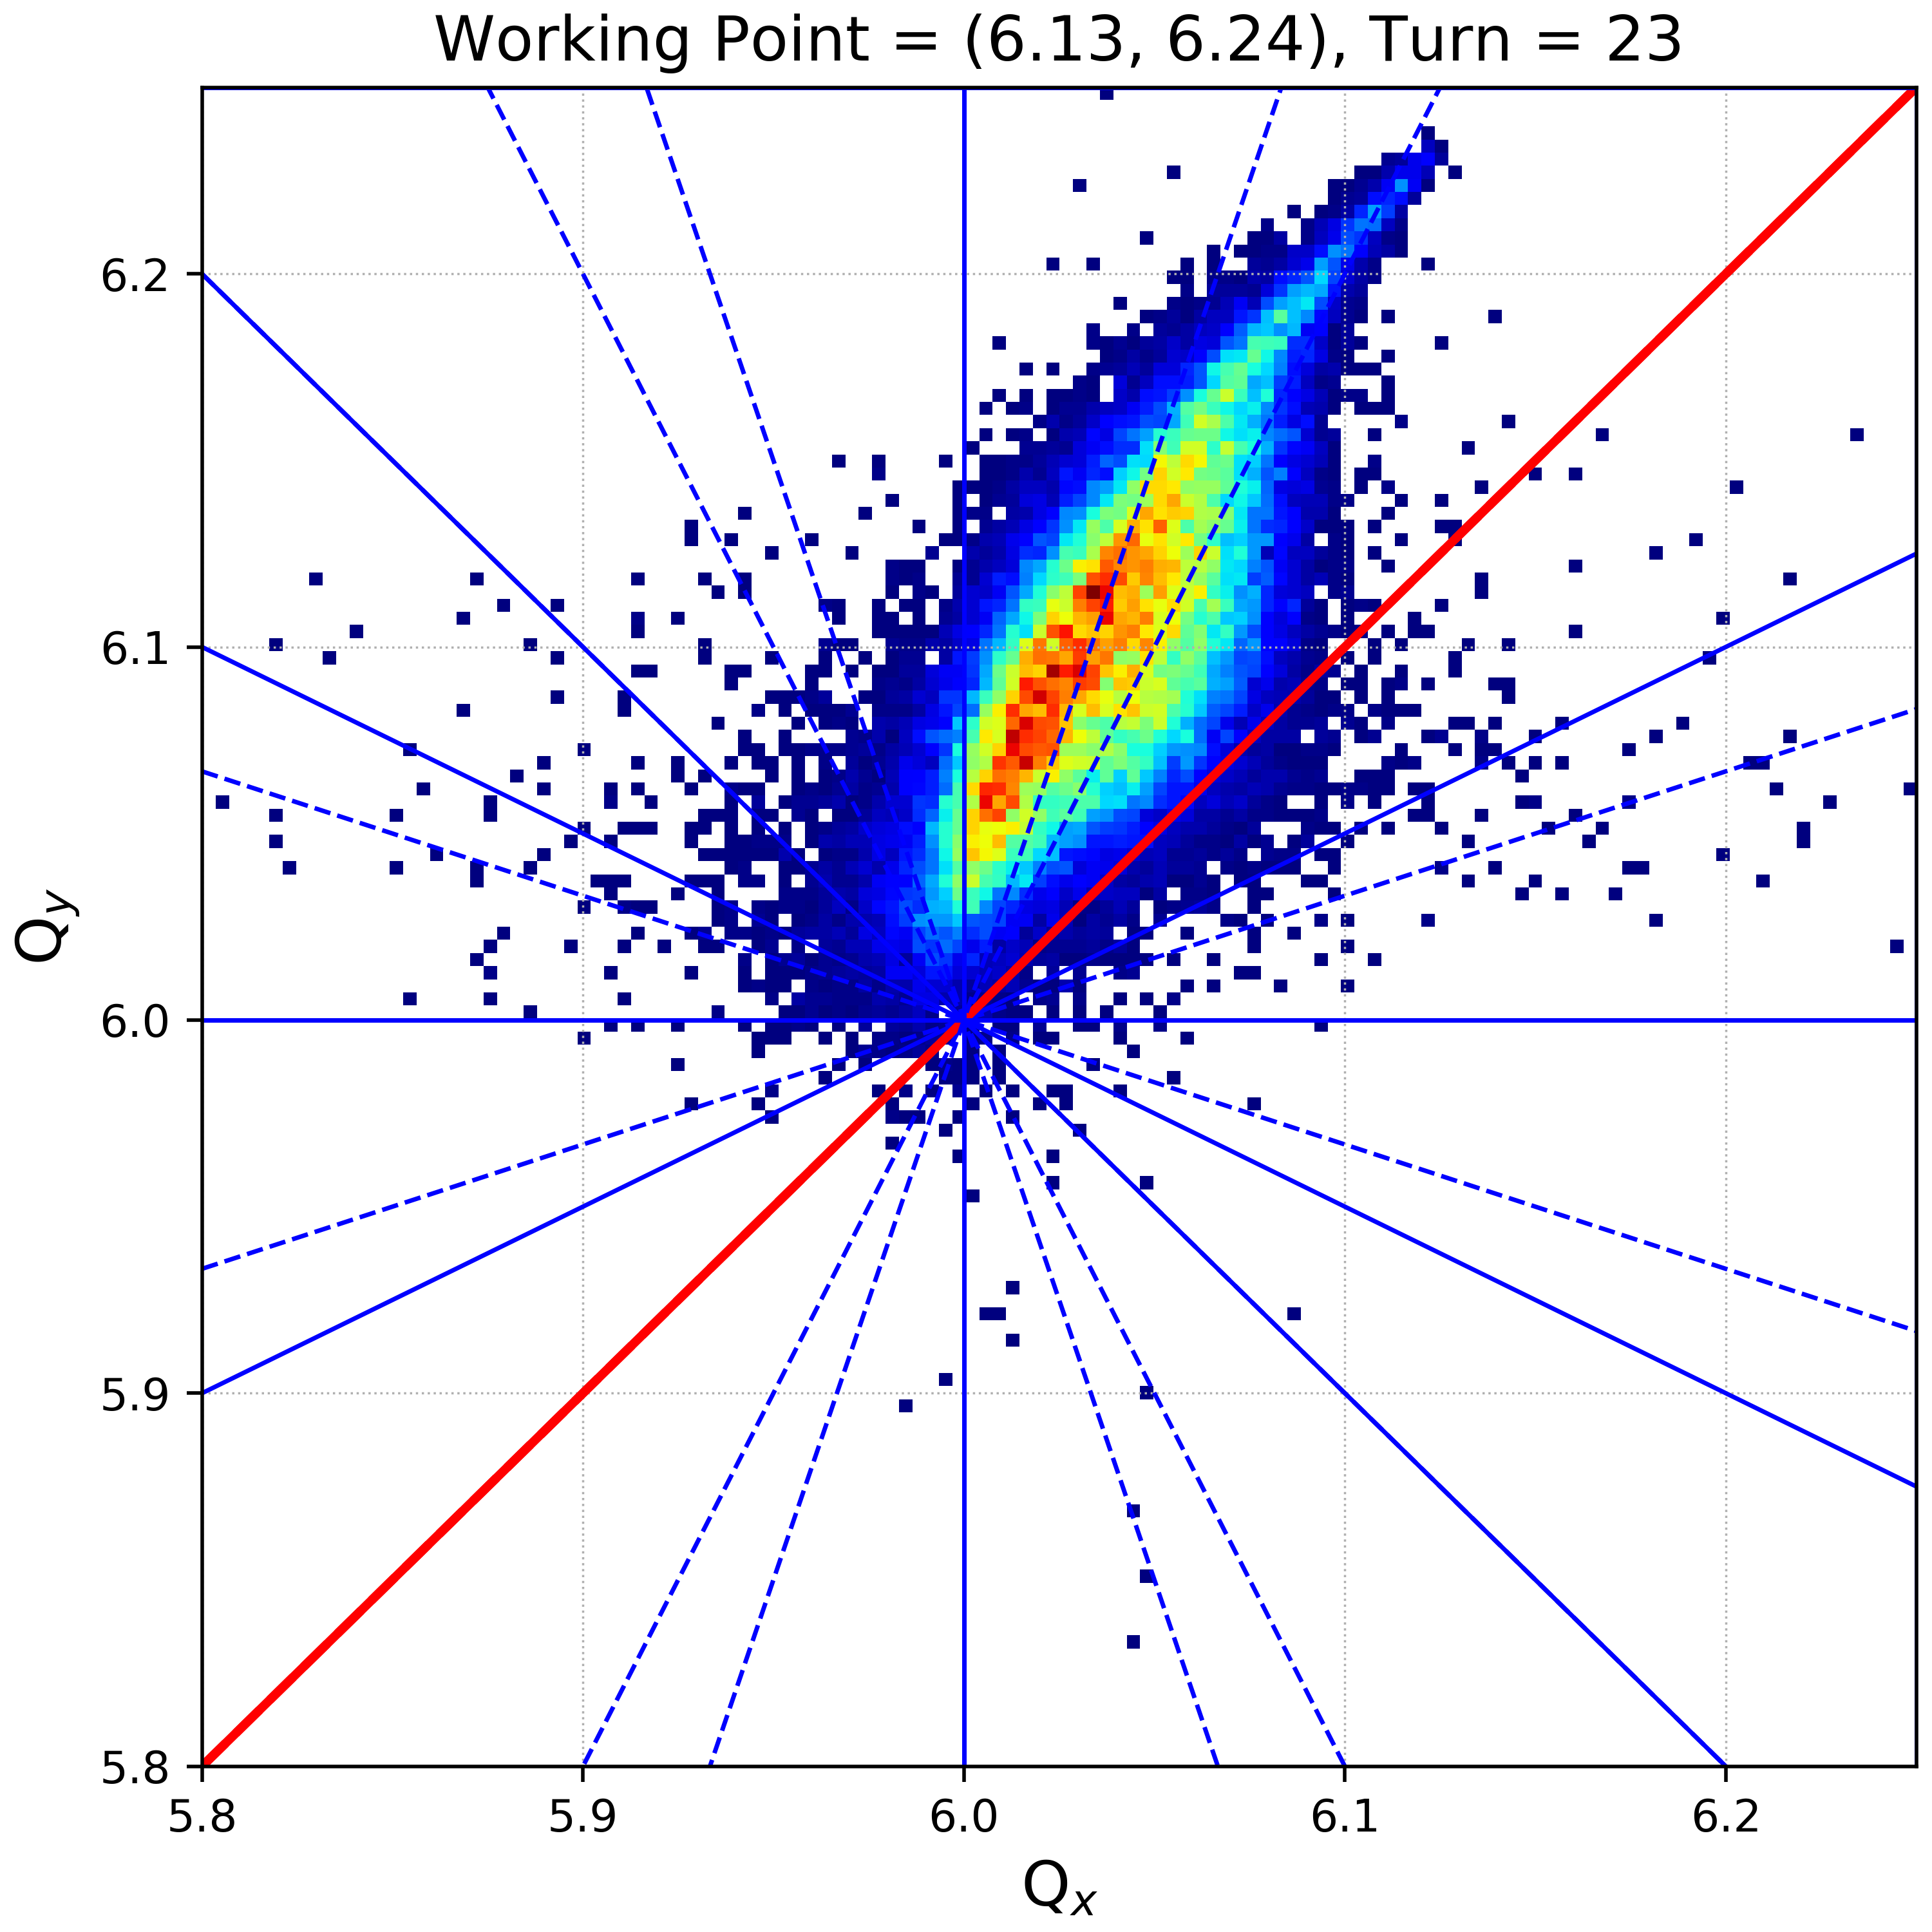 Working Point = (6.13, 6.24), Turn = 23
6.2
6.1
6.0
5.9
5.8
Qy
5.8 5.9 6.0 6.1 6.2
Qx